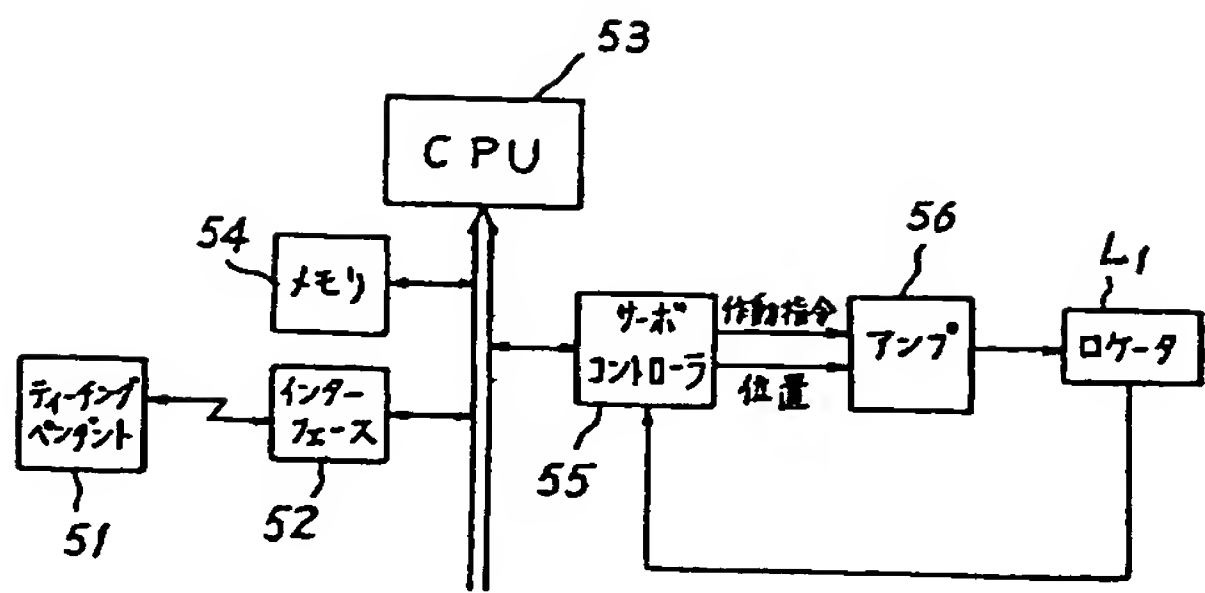 53
CPU
54
メモリ
56
L1
サーボ
コントローラ
作動指令
位置
アンプ
ロケータ
ティーチング
ペンダント
インター
フェース
55
52
51